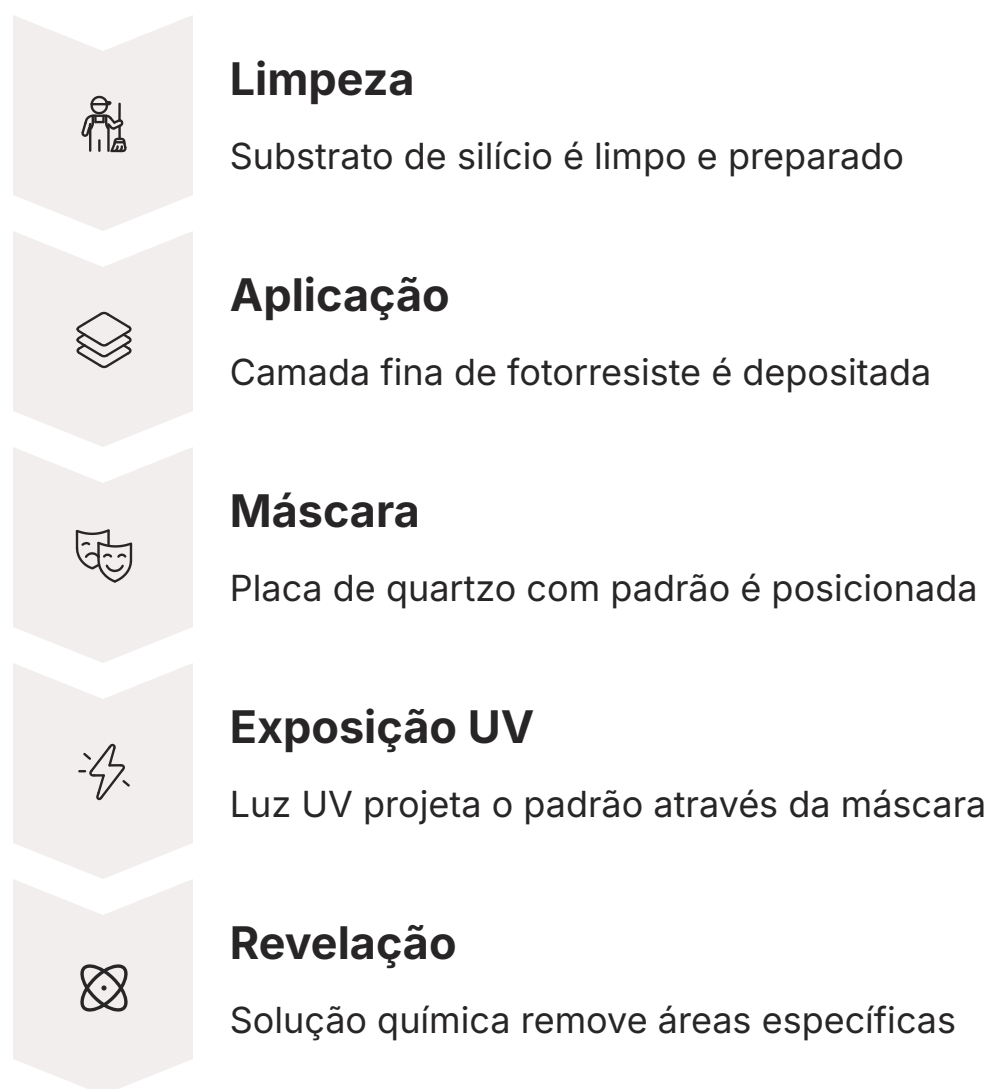 Limpeza
Substrato de silício é limpo e preparado
Aplicação
Camada fina de fotorresiste é depositada
Máscara
Placa de quartzo com padrão é posicionada
Exposição UV
Luz UV projeta o padrão através da máscara
Revelação
Solução química remove áreas específicas